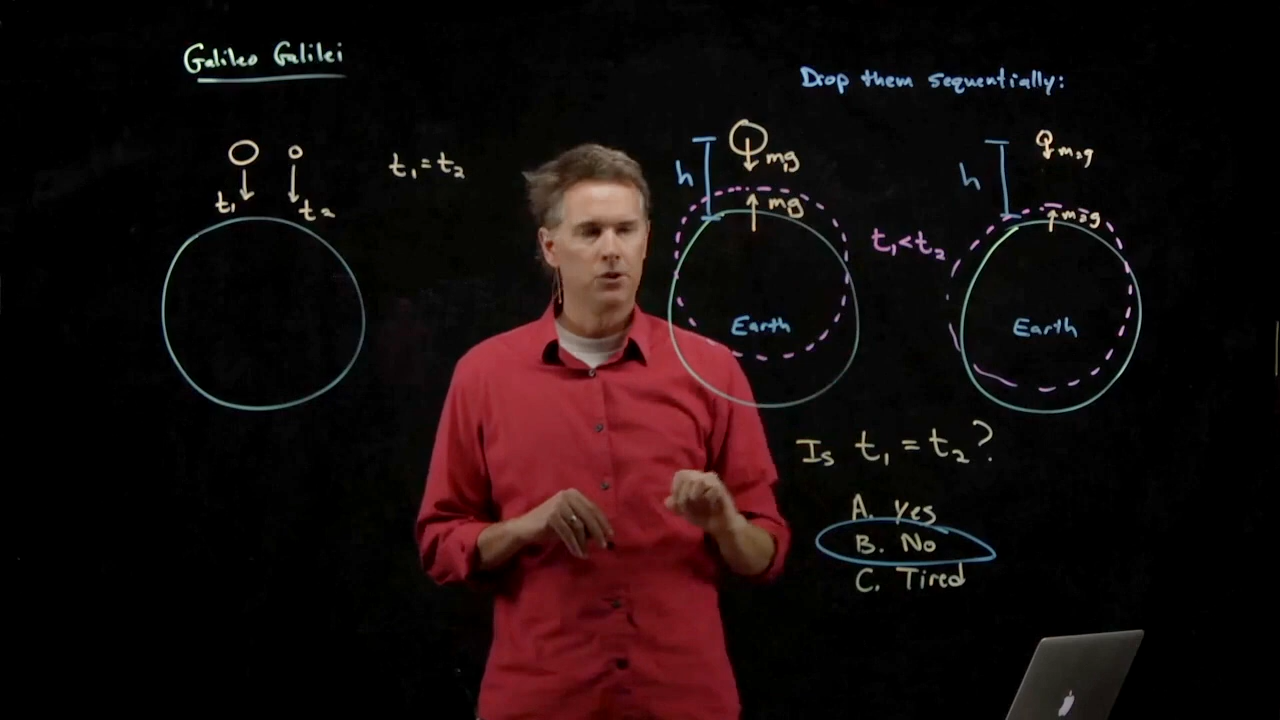 Galileo Galilei
t₁ t₂
t₁ = t₂
Drop them sequentially:
h
m₁g
mg
Earth
t₁ < t₂
h
m₂g
m₂g
Earth
Is t₁ = t₂?
A. Yes
B. No
C. Tired